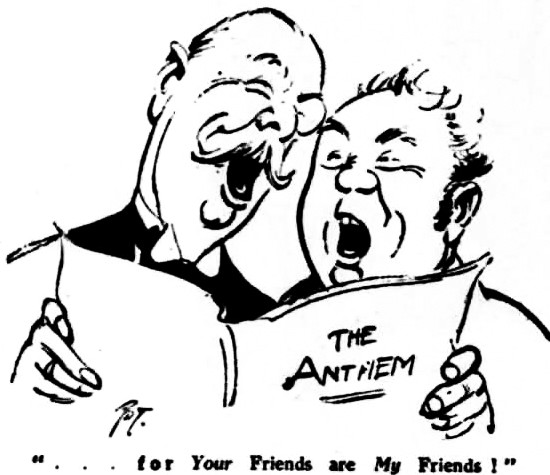 THE
ANTHEM
". . . for Your Friends are My Friends!"